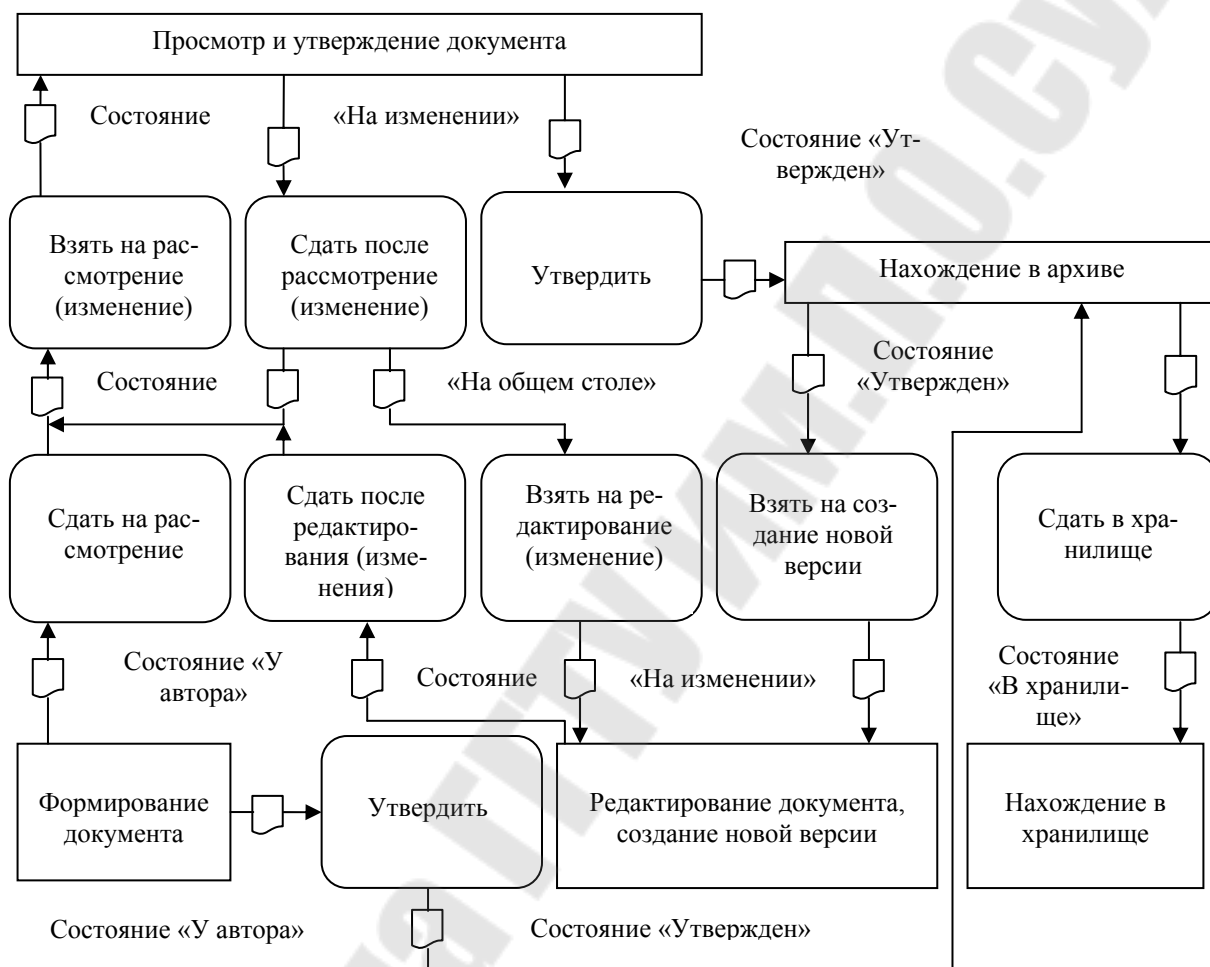 Просмотр и утверждение документа
Состояние
«На изменении»
Состояние «Ут-
вержден»
Взять на рас-
смотрение
(изменение)
Сдать после
рассмотрение
(изменение)
Утвердить
Нахождение в архиве
Состояние
«На общем столе»
Состояние
«Утвержден»
Сдать на рас-
смотрение
Сдать после
редактиро-
вания (изме-
нения)
Взять на ре-
дактирование
(изменение)
Взять на соз-
дание новой
версии
Сдать в хра-
нилище
Состояние «У
автора»
Состояние
«На изменении»
Состояние
«В хранили-
ще»
Формирование
документа
Утвердить
Редактирование документа,
создание новой версии
Нахождение в
хранилище
Состояние «У автора»
Состояние «Утвержден»